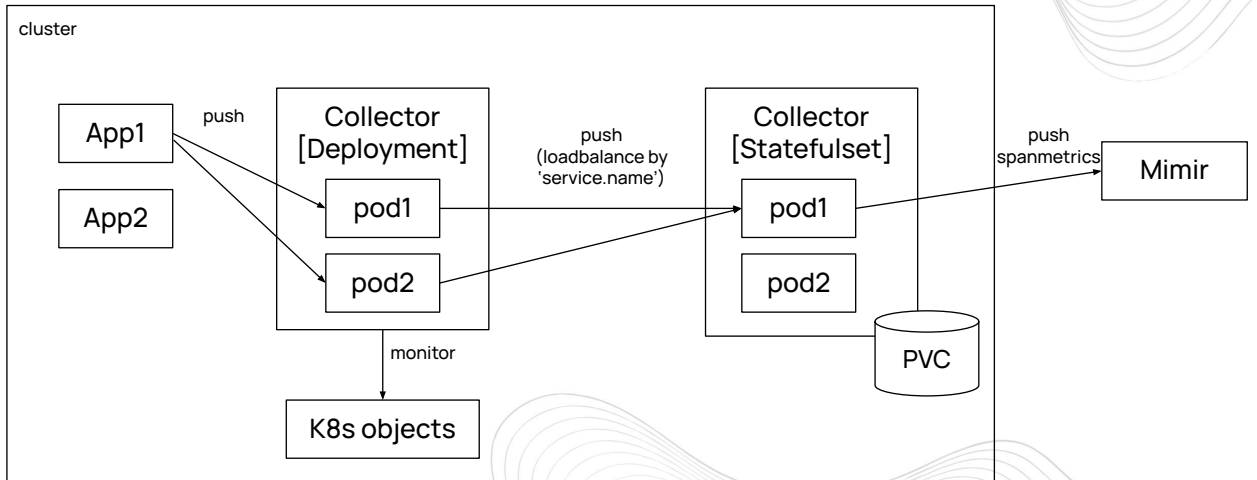 cluster
App1
App2
push
Collector
[Deployment]
pod1
pod2
monitor
K8s objects
push
(loadbalance by
‘service.name’)
Collector
[Statefulset]
pod1
pod2
PVC
push
spanmetrics
Mimir